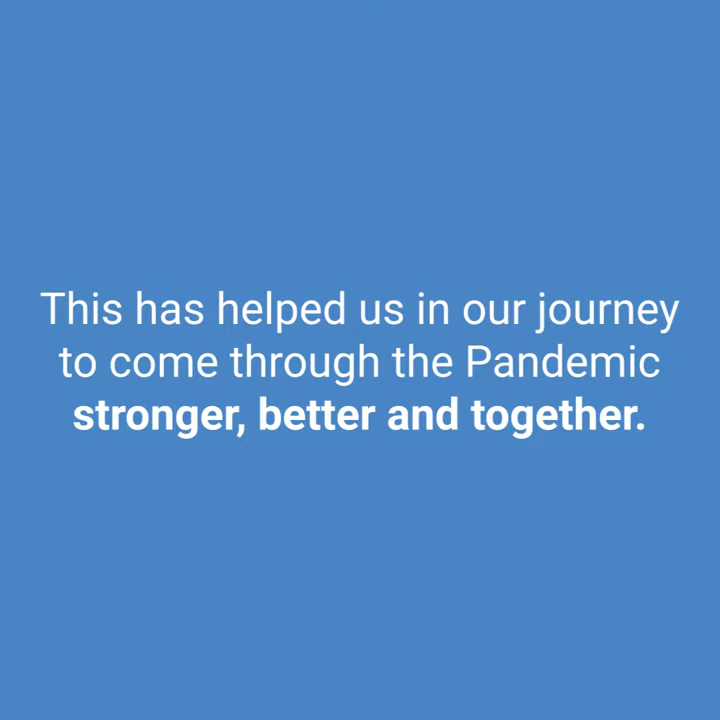 This has helped us in our journey
to come through the Pandemic
stronger, better and together.